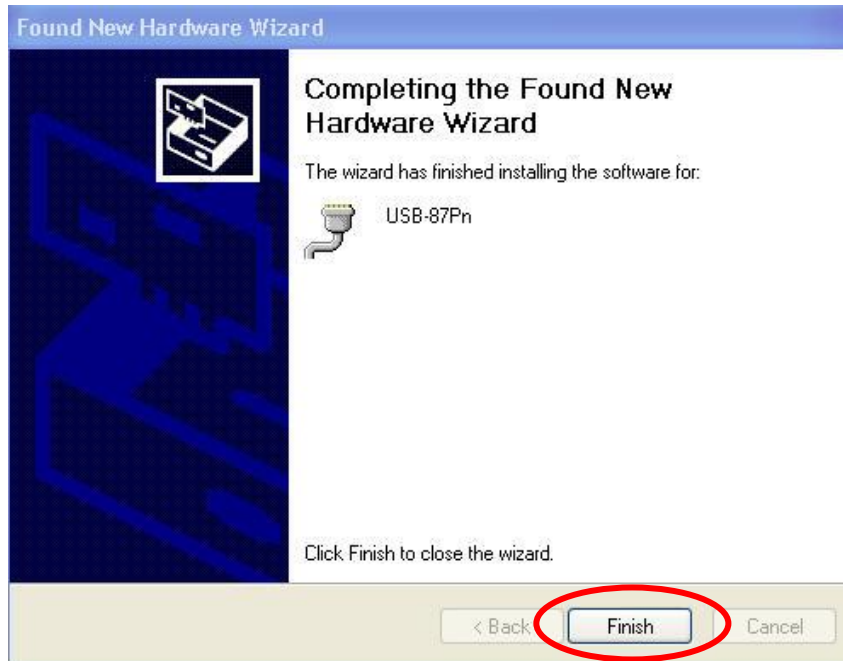 Found New Hardware Wizard
Completing the Found New
Hardware Wizard
The wizard has finished installing the software for:
USB-87Pn
Click Finish to close the wizard.
< Back
Finish
Cancel